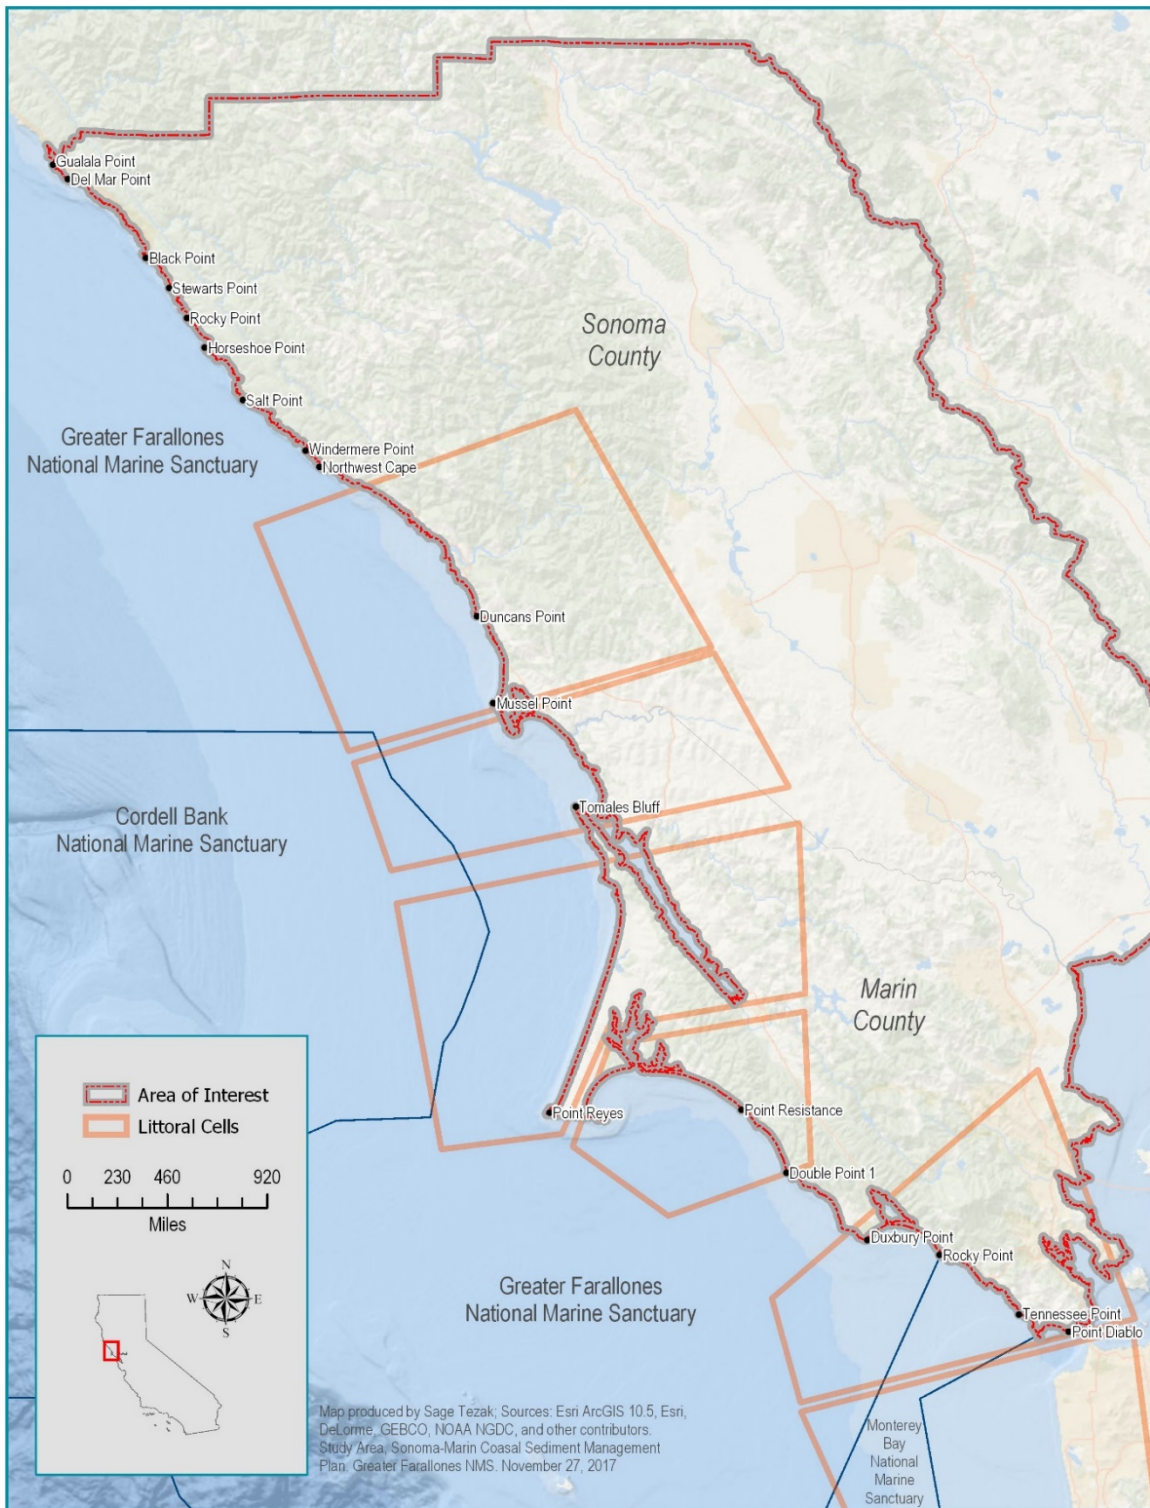 Gualala Point
Del Mar Point
Black Point
Stewarts Point
Rocky Point
Horseshoe Point
Salt Point
Sonoma
County
Greater Farallones
National Marine Sanctuary
Windermere Point
Northwest Cape
Duncans Point
Mussel Point
Cordell Bank
National Marine Sanctuary
Tomales Bluff
Marin
County
Point Reyes
Point Resistance
Double Point 1
Duxbury Point
Rocky Point
Tennessee Point
Point Diablo
Greater Farallones
National Marine Sanctuary
Monterey
Bay
National
Marine
Sanctuary
Area of Interest
Littoral Cells
0 230 460 920
Miles
N
W E
S
Map produced by Sage Tezak; Sources: Esri ArcGIS 10.5, Esri,
DeLorme, GEBCO, NOAA NGDC, and other contributors.
Study Area, Sonoma-Marin Coasal Sediment Management
Plan. Greater Farallones NMS. November 27, 2017